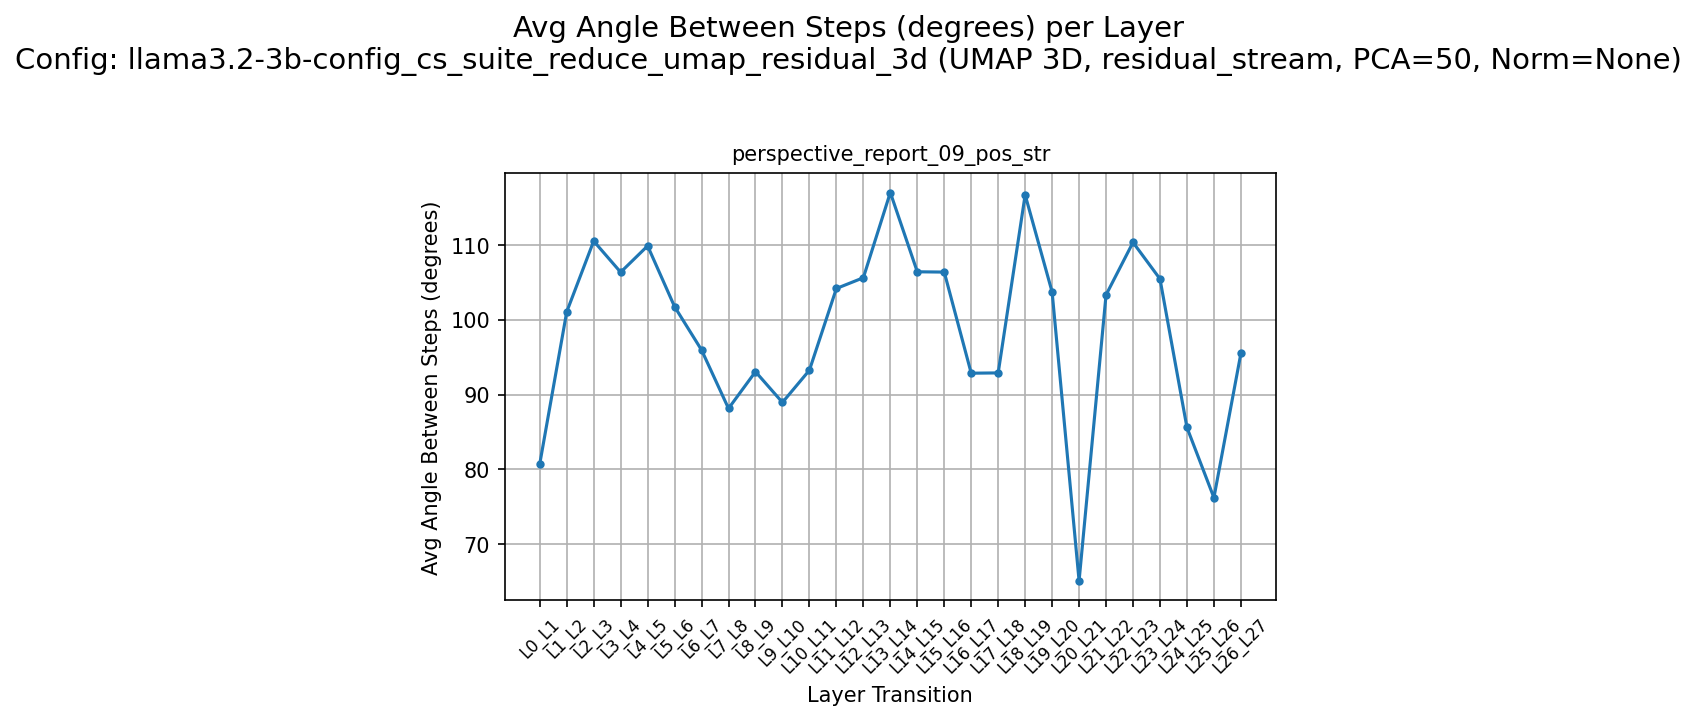 Avg Angle Between Steps (degrees) per Layer
Config: llama3.2-3b-config_cs_suite_reduce_umap_residual_3d (UMAP 3D, residual_stream, PCA=50, Norm=None)
perspective_report_09_pos_str
Avg Angle Between Steps (degrees)
110
100
90
80
70
L0_L1
L1_L2
L2_L3
L3_L4
L4_L5
L5_L6
L6_L7
L7_L8
L8_L9
L9_L10
L10_L11
L11_L12
L12_L13
L13_L14
L14_L15
L15_L16
L16_L17
L17_L18
L18_L19
L19_L20
L20_L21
L21_L22
L22_L23
L23_L24
L24_L25
L25_L26
L26_L27
Layer Transition